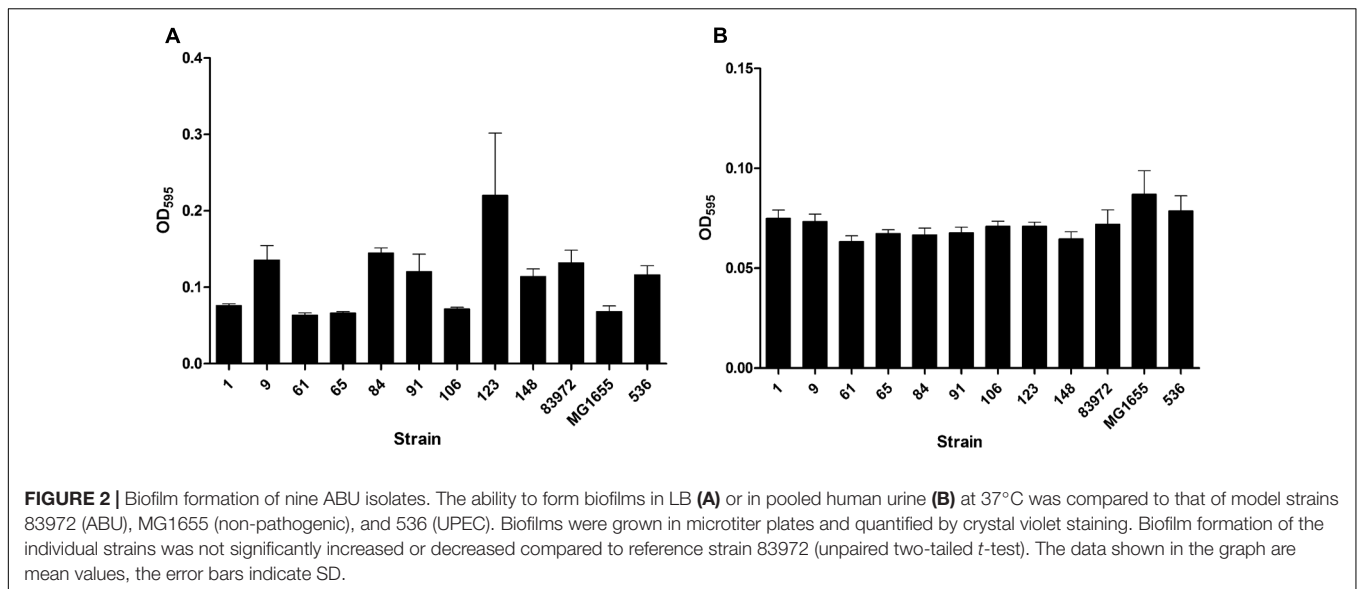 A
B
0.4
0.3
0.2
0.1
0.0
OD595
1 9 61 65 84 91 106 123 148 83972 MG1655 536
Strain
0.15
0.10
0.05
0.00
OD595
1 9 61 65 84 91 106 123 148 83972 MG1655 536
Strain
FIGURE 2 | Biofilm formation of nine ABU isolates. The ability to form biofilms in LB (A) or in pooled human urine (B) at 37°C was compared to that of model strains
83972 (ABU), MG1655 (non-pathogenic), and 536 (UPEC). Biofilms were grown in microtiter plates and quantified by crystal violet staining. Biofilm formation of the
individual strains was not significantly increased or decreased compared to reference strain 83972 (unpaired two-tailed t-test). The data shown in the graph are
mean values, the error bars indicate SD.